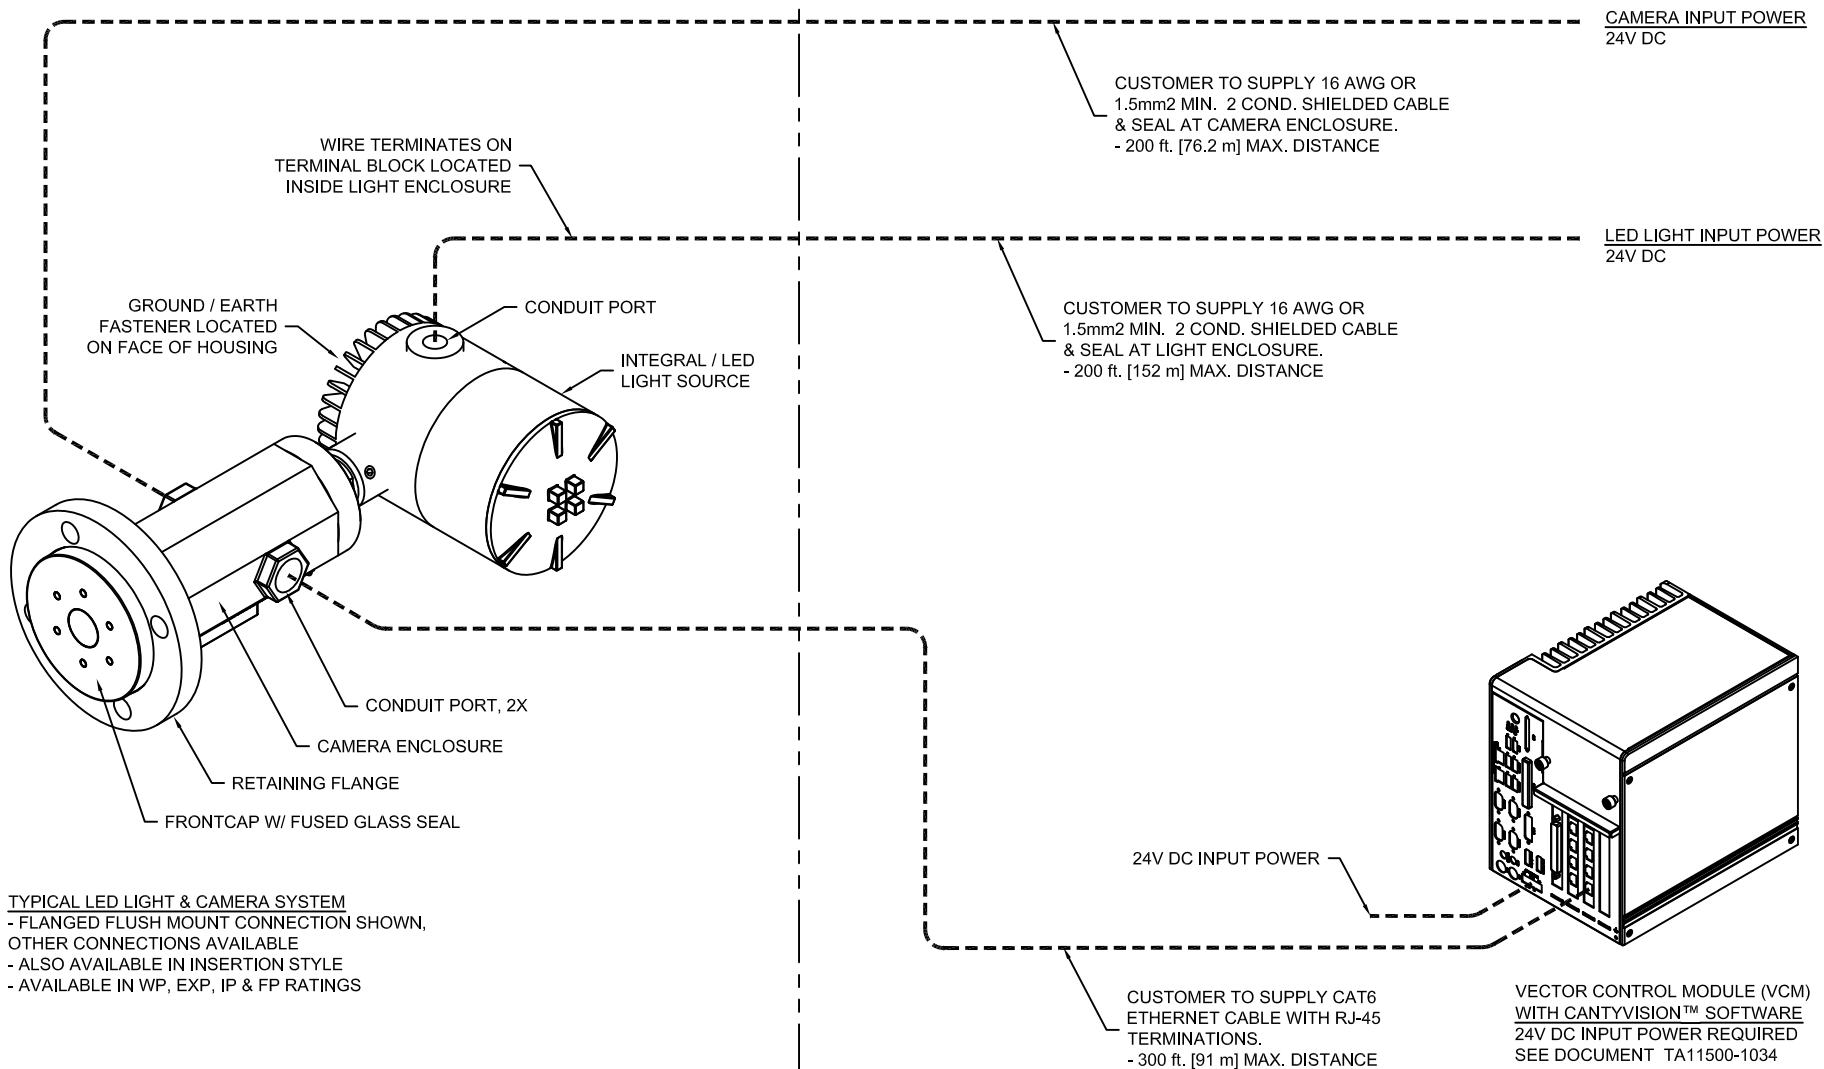 CAMERA INPUT POWER
24V DC
CUSTOMER TO SUPPLY 16 AWG OR
1.5mm2 MIN.  2 COND. SHIELDED CABLE
& SEAL AT CAMERA ENCLOSURE.
- 200 ft. [76.2 m] MAX. DISTANCE
WIRE TERMINATES ON
TERMINAL BLOCK LOCATED
INSIDE LIGHT ENCLOSURE
LED LIGHT INPUT POWER
24V DC
GROUND / EARTH
FASTENER LOCATED
ON FACE OF HOUSING
CONDUIT PORT
INTEGRAL / LED
LIGHT SOURCE
CUSTOMER TO SUPPLY 16 AWG OR
1.5mm2 MIN.  2 COND. SHIELDED CABLE
& SEAL AT LIGHT ENCLOSURE.
- 200 ft. [152 m] MAX. DISTANCE
CONDUIT PORT, 2X
CAMERA ENCLOSURE
RETAINING FLANGE
FRONTCAP W/ FUSED GLASS SEAL
24V DC INPUT POWER
TYPICAL LED LIGHT & CAMERA SYSTEM
- FLANGED FLUSH MOUNT CONNECTION SHOWN,
OTHER CONNECTIONS AVAILABLE
- ALSO AVAILABLE IN INSERTION STYLE
- AVAILABLE IN WP, EXP, IP & FP RATINGS
CUSTOMER TO SUPPLY CAT6
ETHERNET CABLE WITH RJ-45
TERMINATIONS.
- 300 ft. [91 m] MAX. DISTANCE
VECTOR CONTROL MODULE (VCM)
WITH CANTYVISION™ SOFTWARE
24V DC INPUT POWER REQUIRED
SEE DOCUMENT  TA11500-1034